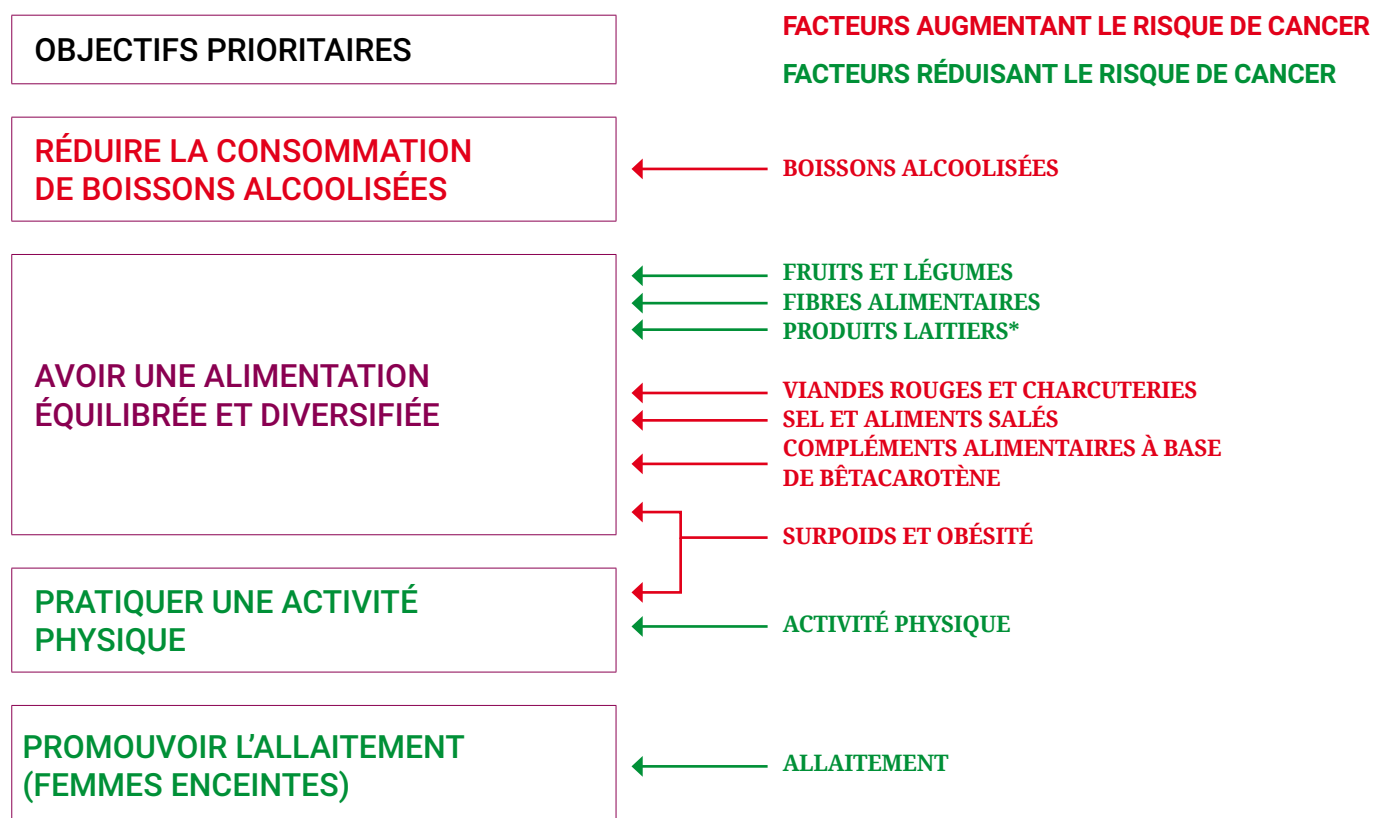 OBJECTIFS PRIORITAIRES
FACTEURS AUGMENTANT LE RISQUE DE CANCER
FACTEURS RÉDUISANT LE RISQUE DE CANCER
RÉDUIRE LA CONSOMMATION
DE BOISSONS ALCOOLISÉES
BOISSONS ALCOOLISÉES
AVOIR UNE ALIMENTATION
ÉQUILIBRÉE ET DIVERSIFIÉE
FRUITS ET LÉGUMES
FIBRES ALIMENTAIRES
PRODUITS LAITIERS*
VIANDES ROUGES ET CHARCUTERIES
SEL ET ALIMENTS SALÉS
COMPLÉMENTS ALIMENTAIRES À BASE
DE BÊTACAROTÈNE
SURPOIDS ET OBÉSITÉ
PRATIQUER UNE ACTIVITÉ
PHYSIQUE
ACTIVITÉ PHYSIQUE
PROMOUVOIR L'ALLAITEMENT
(FEMMES ENCEINTES)
ALLAITEMENT